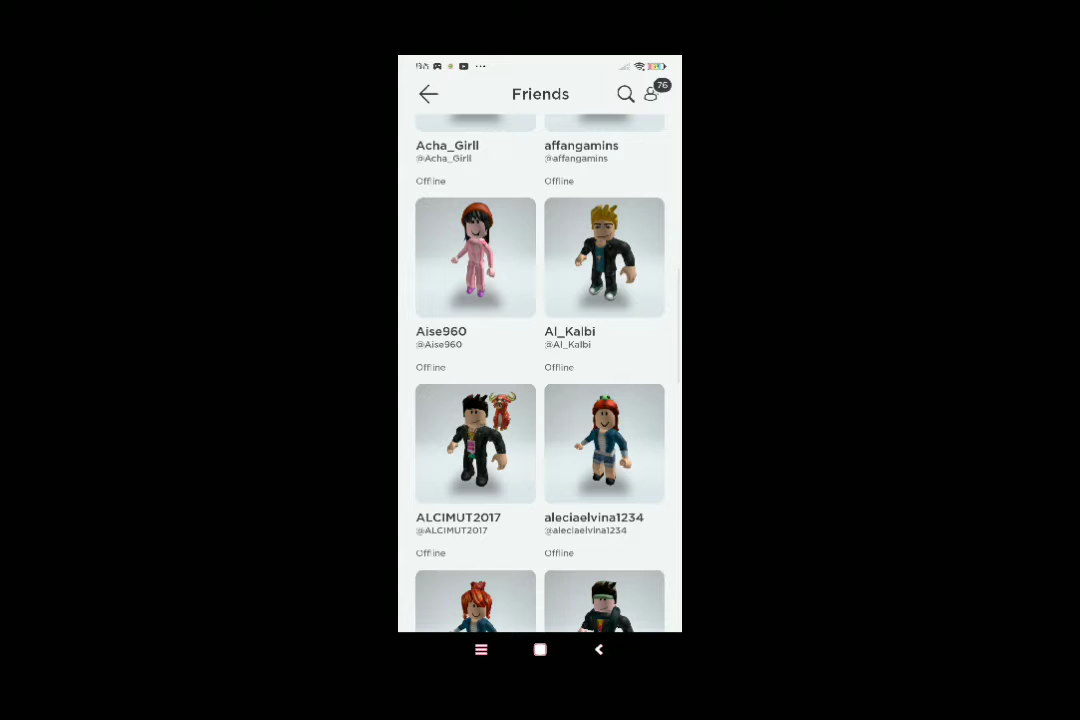 Friends
76
Acha_Girll
affangamins
@Acha_Girll
@affangamins
Offline
Offline
Aise960
Al_Kalbi
@Aise960
@Al_Kalbi
Offline
Offline
ALCIMUT2017
aleciaelvina1234
@ALCIMUT2017
@aleciaelvina1234
Offline
Offline